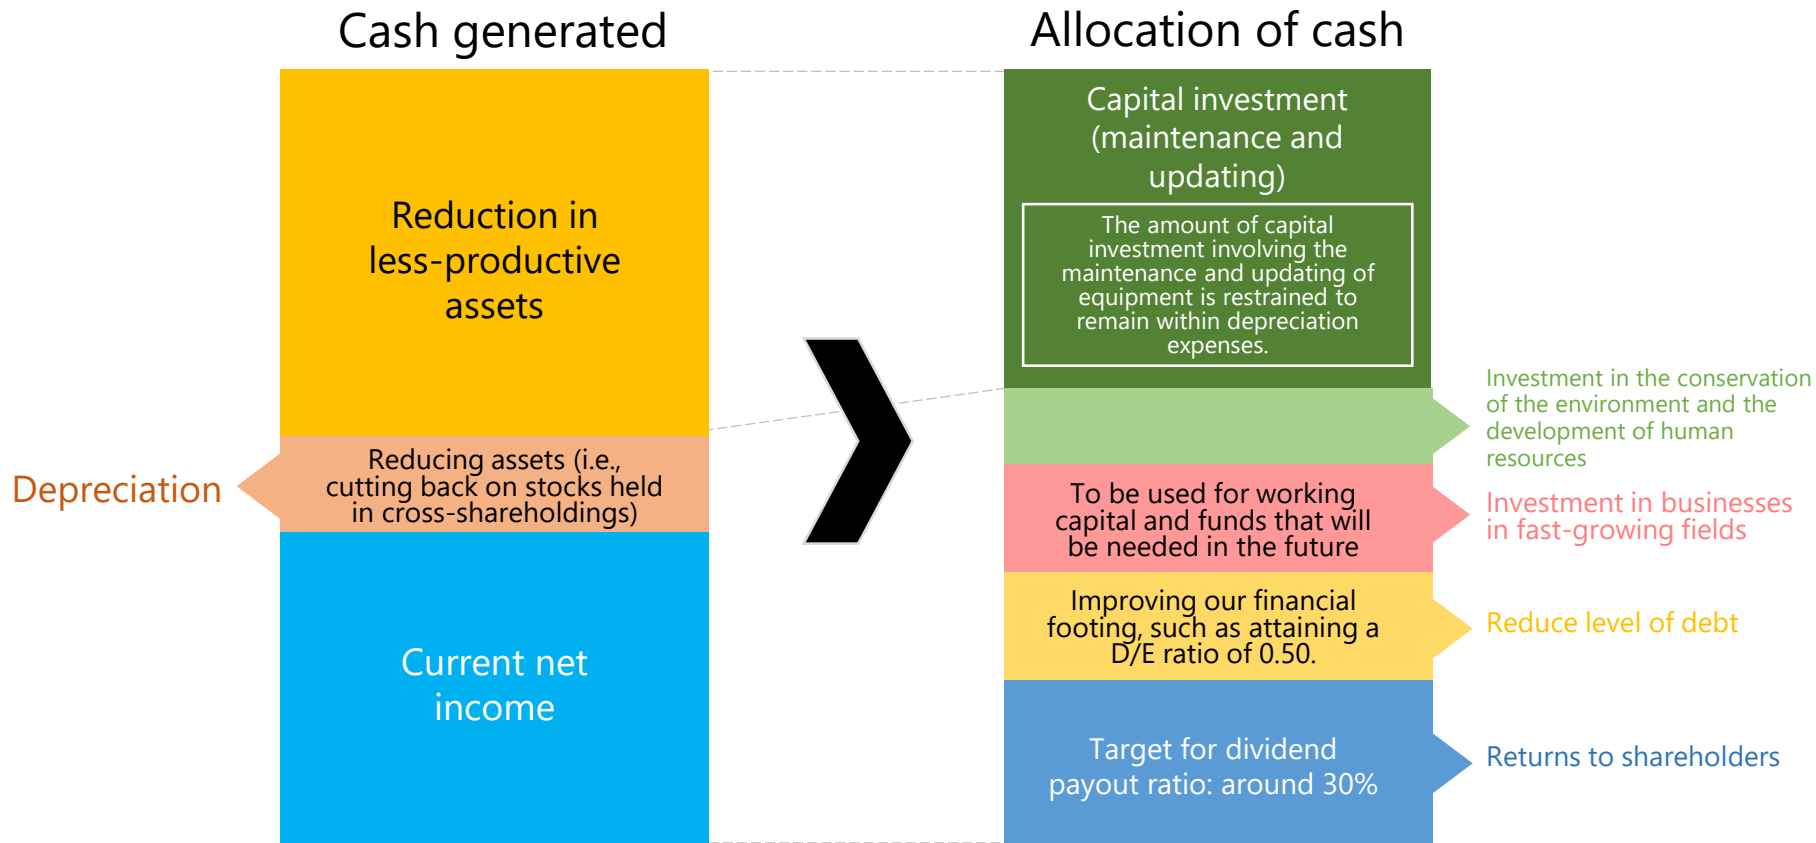 Cash generated
Reduction in
less-productive
assets
Depreciation
Reducing assets (i.e.,
cutting back on stocks held
in cross-shareholdings)
Current net
income
Allocation of cash
Capital investment
(maintenance and
updating)
The amount of capital
investment involving the
maintenance and updating of
equipment is restrained to
remain within depreciation
expenses.
Investment in the conservation
of the environment and the
development of human
resources
To be used for working
capital and funds that will
be needed in the future
Investment in businesses
in fast-growing fields
Improving our financial
footing, such as attaining a
D/E ratio of 0.50.
Reduce level of debt
Target for dividend
payout ratio: around 30%
Returns to shareholders